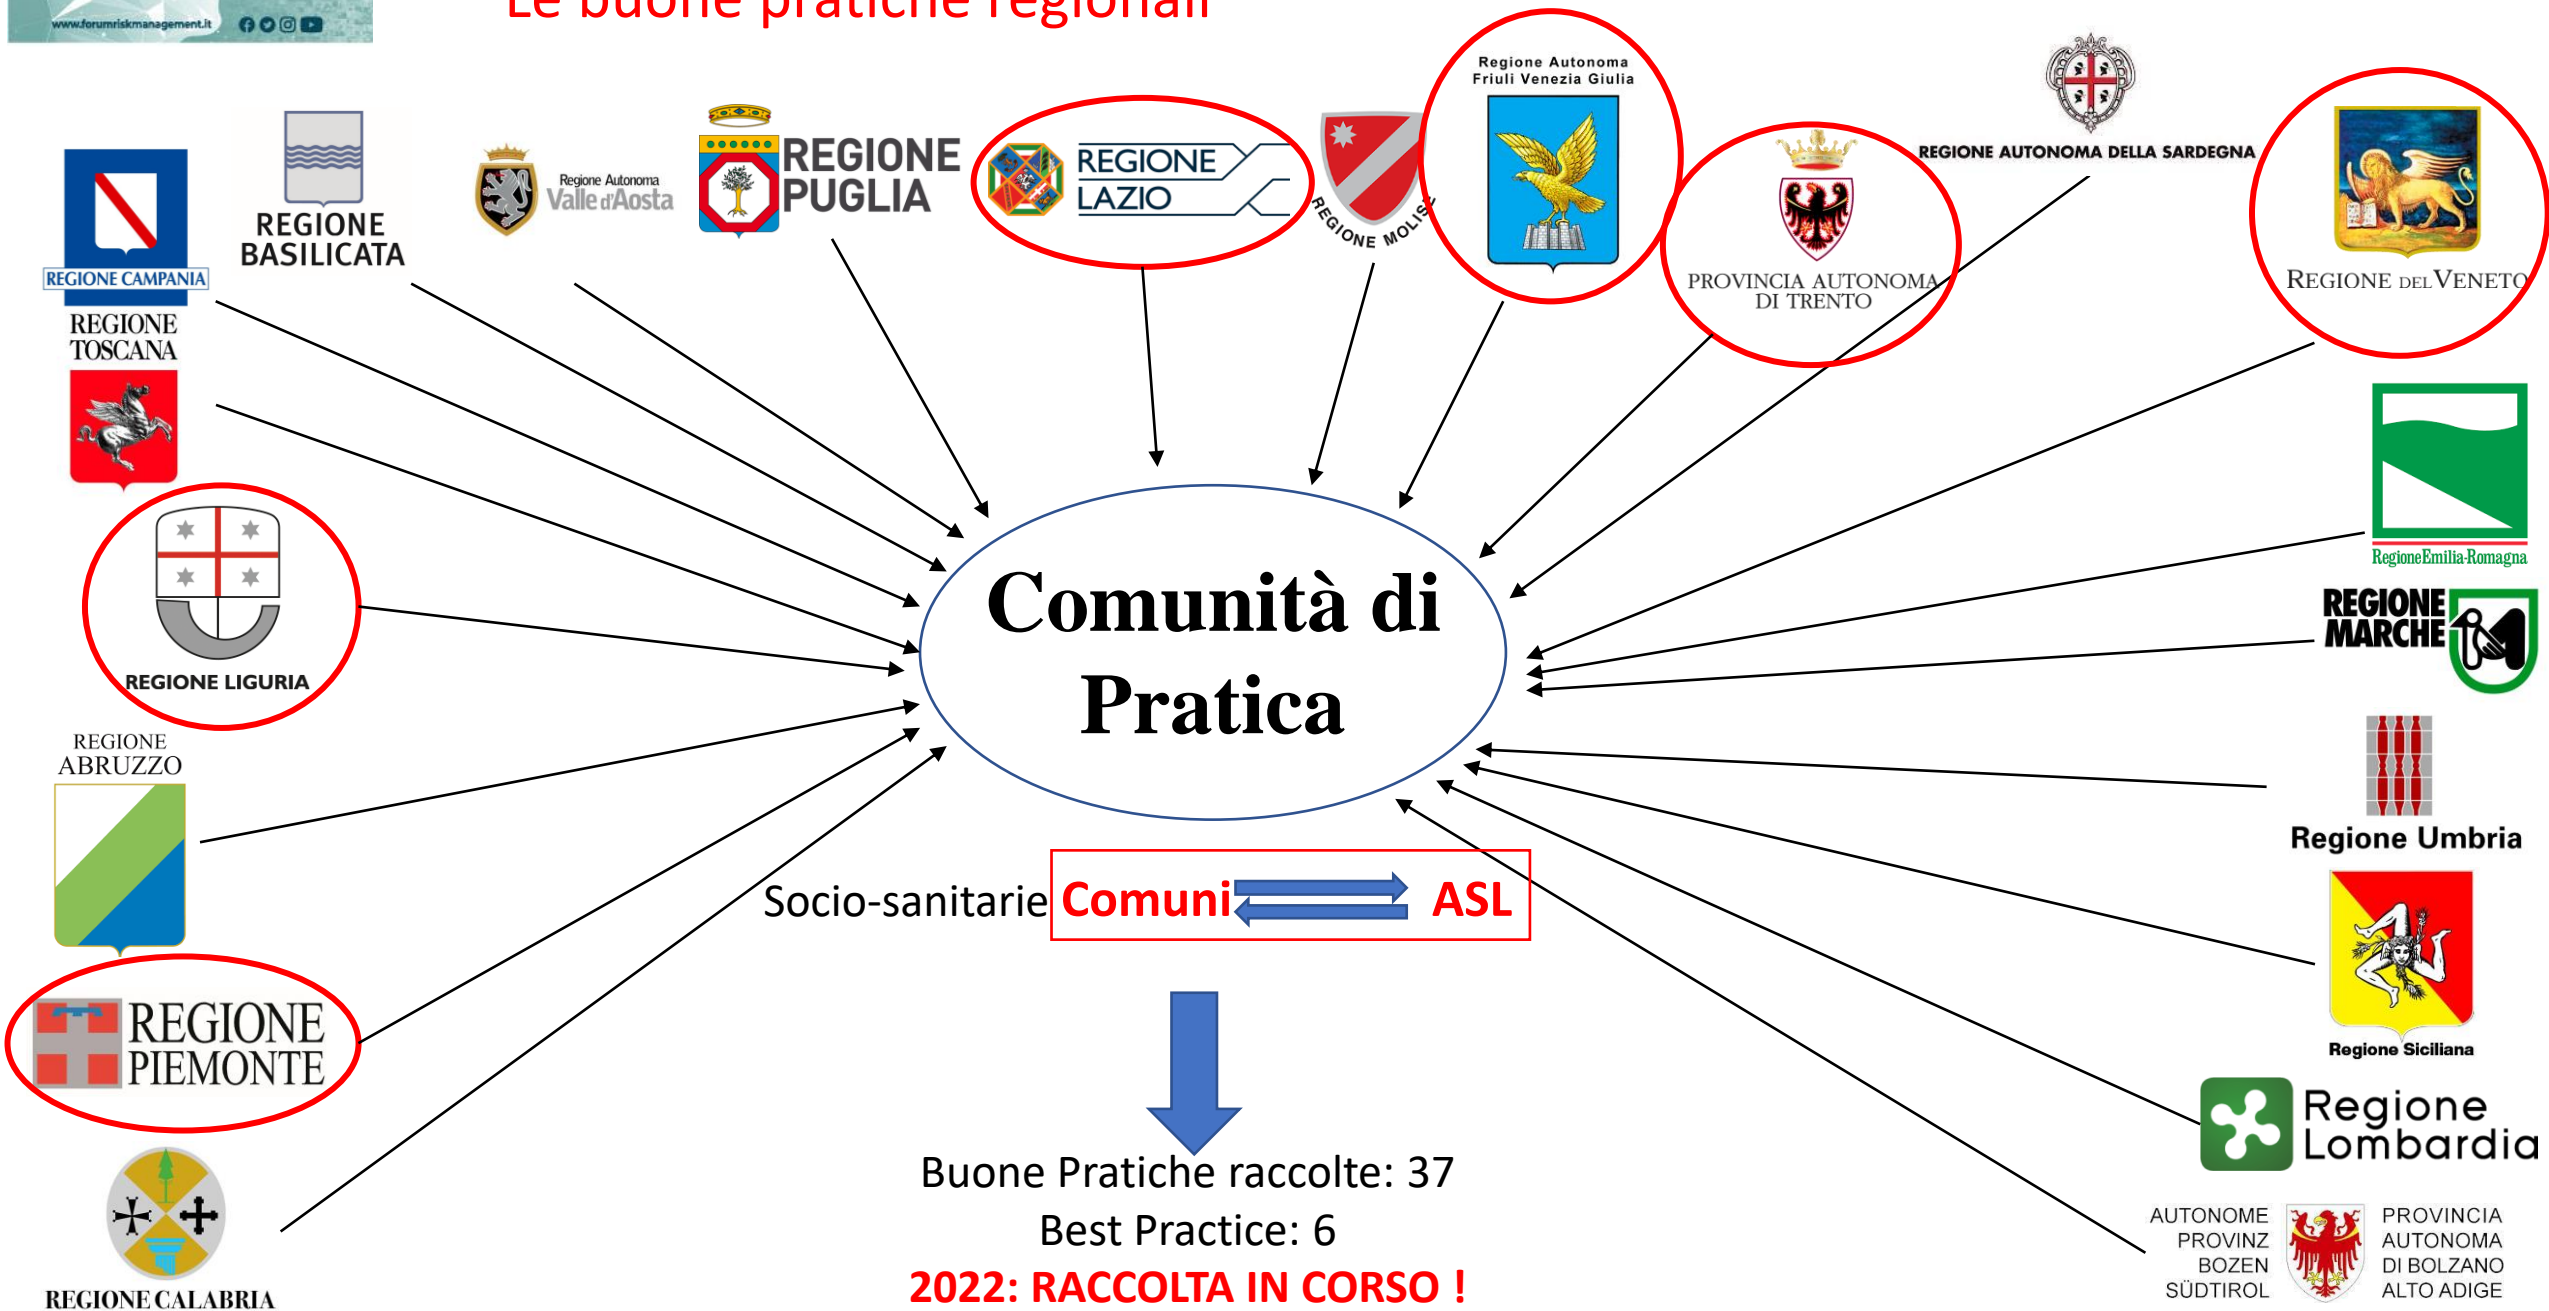 www.forumriskmanagement.it
Le buone pratiche regionali
REGIONE CAMPANIA
REGIONE
BASILICATA
Regione Autonoma
Valle d'Aosta
REGIONE
PUGLIA
REGIONE
LAZIO
REGIONE MOLISE
Regione Autonoma
Friuli Venezia Giulia
PROVINCIA AUTONOMA
DI TRENTO
REGIONE AUTONOMA DELLA SARDEGNA
REGIONE DEL VENETO
REGIONE
TOSCANA
REGIONE LIGURIA
REGIONE
ABRUZZO
REGIONE
PIEMONTE
REGIONE CALABRIA
Comunità di
Pratica
Socio-sanitarie Comuni ASL
Buone Pratiche raccolte: 37
Best Practice: 6
2022: RACCOLTA IN CORSO !
RegioneEmilia-Romagna
REGIONE
MARCHE
Regione Umbria
Regione Siciliana
Regione
Lombardia
AUTONOME
PROVINZ
BOZEN
SÜDTIROL
PROVINCIA
AUTONOMA
DI BOLZANO
ALTO ADIGE